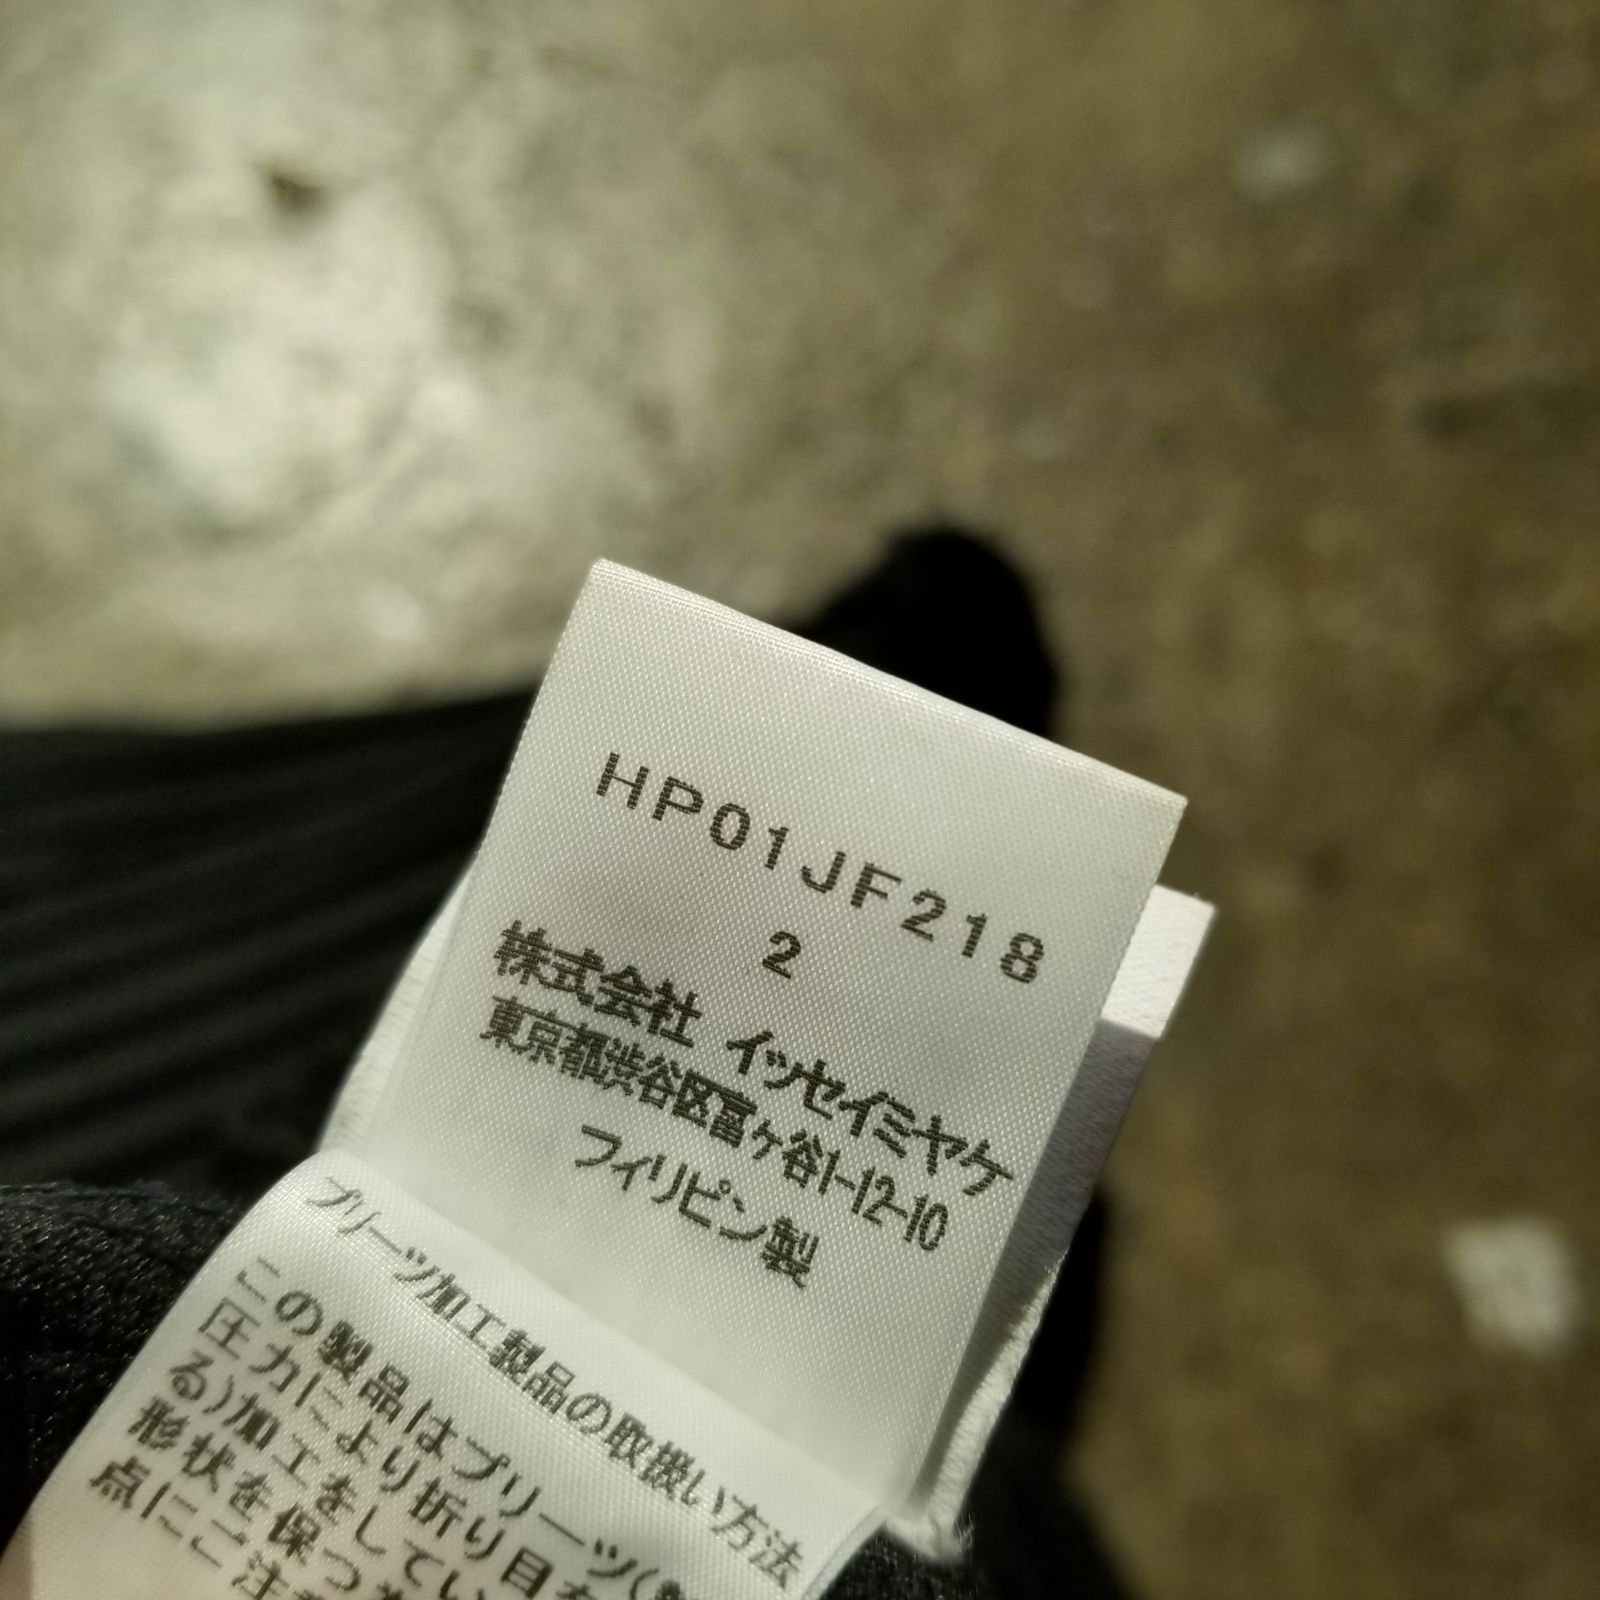 HP01JF218
2
株式会社 イッセイミヤケ
東京都渋谷区富ヶ谷1-12-10
フィリピン製
プリーツ加工製品の取扱い方法
この製品はプリーツ(
圧力により折り目を
る)加工をしてい
形状を保つ
点にご注意